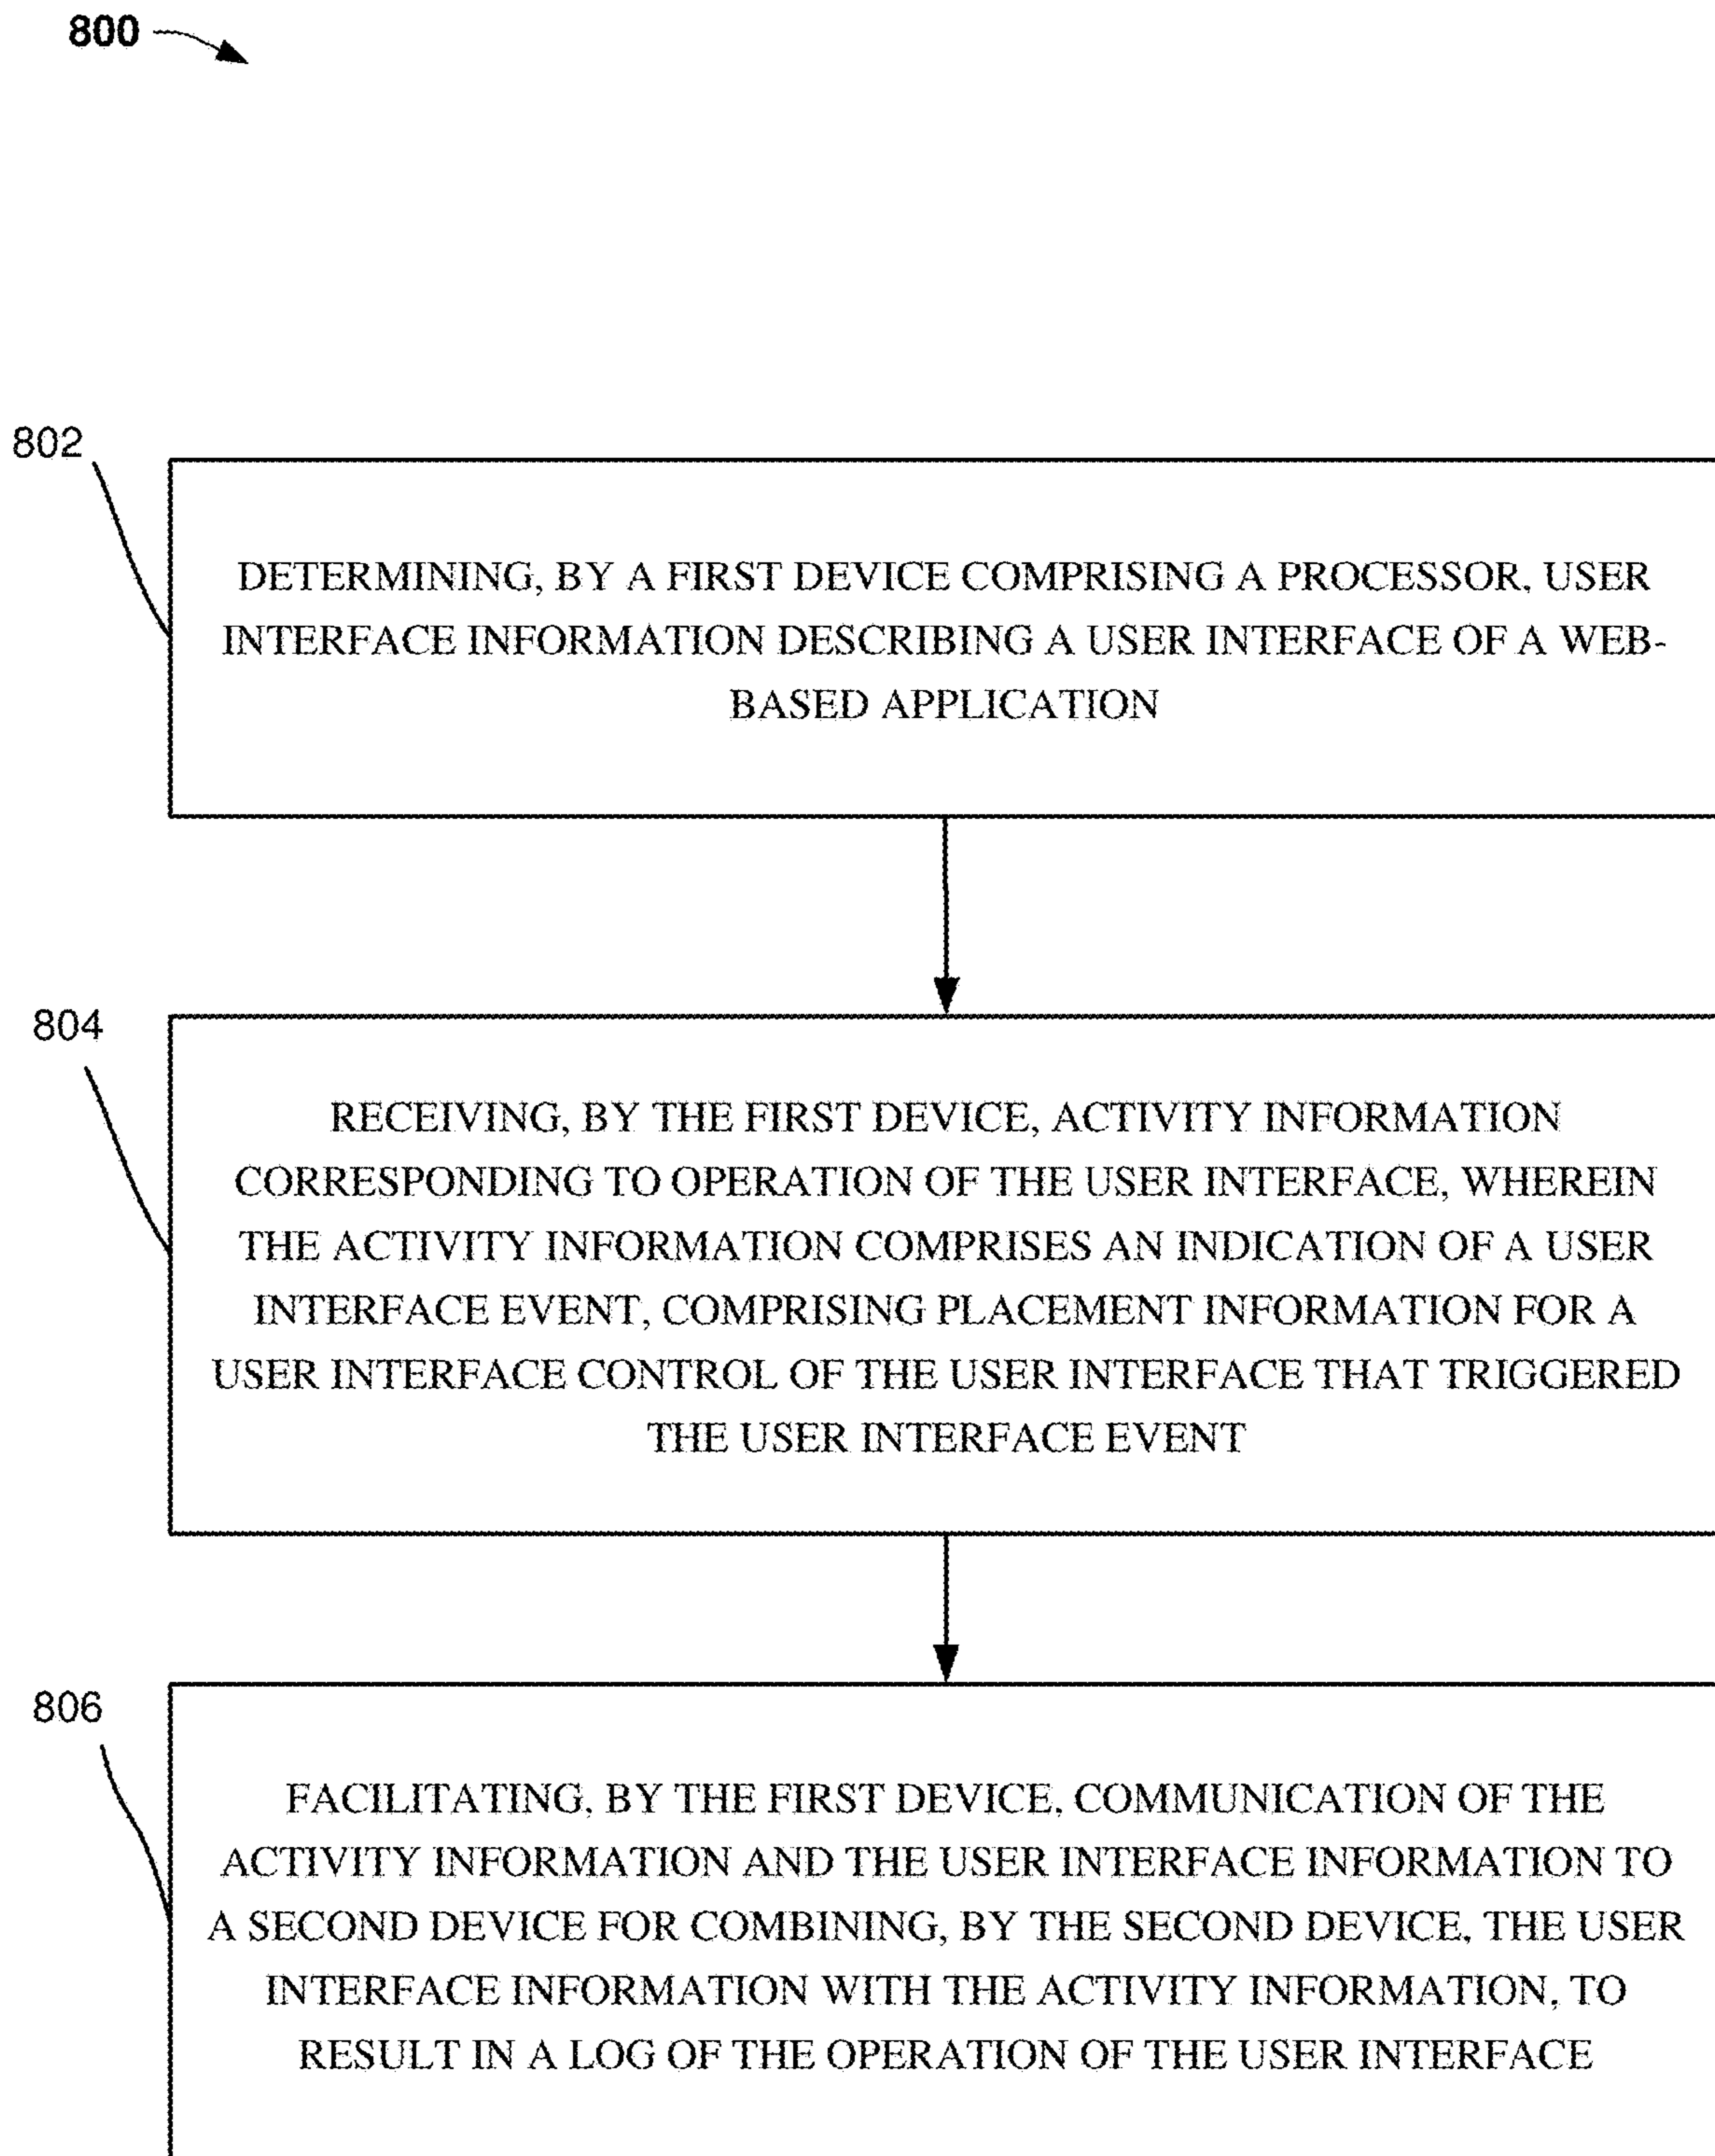 800
802
DETERMINING, BY A FIRST DEVICE COMPRISING A PROCESSOR, USER
INTERFACE INFORMATION DESCRIBING A USER INTERFACE OF A WEB-
BASED APPLICATION
804
RECEIVING, BY THE FIRST DEVICE, ACTIVITY INFORMATION
CORRESPONDING TO OPERATION OF THE USER INTERFACE, WHEREIN
THE ACTIVITY INFORMATION COMPRISES AN INDICATION OF A USER
INTERFACE EVENT, COMPRISING PLACEMENT INFORMATION FOR A
USER INTERFACE CONTROL OF THE USER INTERFACE THAT TRIGGERED
THE USER INTERFACE EVENT
806
FACILITATING, BY THE FIRST DEVICE, COMMUNICATION OF THE
ACTIVITY INFORMATION AND THE USER INTERFACE INFORMATION TO
A SECOND DEVICE FOR COMBINING, BY THE SECOND DEVICE, THE USER
INTERFACE INFORMATION WITH THE ACTIVITY INFORMATION, TO
RESULT IN A LOG OF THE OPERATION OF THE USER INTERFACE